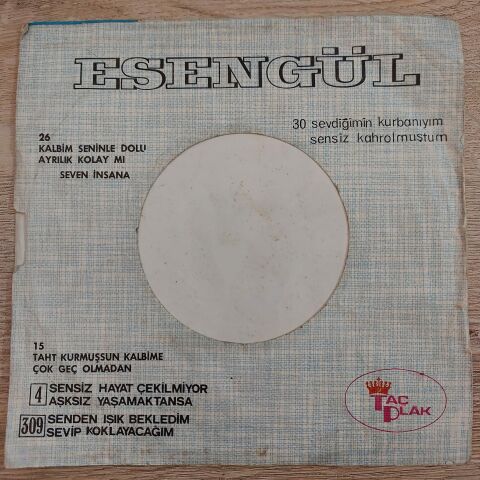 ESENGÜL
30 sevdiğimin kurbanıyım
sensiz kahrolmuştum
26
KALBİM SENİNLE DOLU
AYRILIK KOLAY MI
SEVEN İNSANA
15
TAHT KURMUŞSUN KALBİME
ÇOK GEÇ OLMADAN
4 SENSİZ HAYAT ÇEKİLMİYOR
AŞKSIZ YAŞAMAKTANSA
309 SENDEN IŞIK BEKLEDİM
SEVİP KOKLAYACAĞIM
TAÇ
PLAK